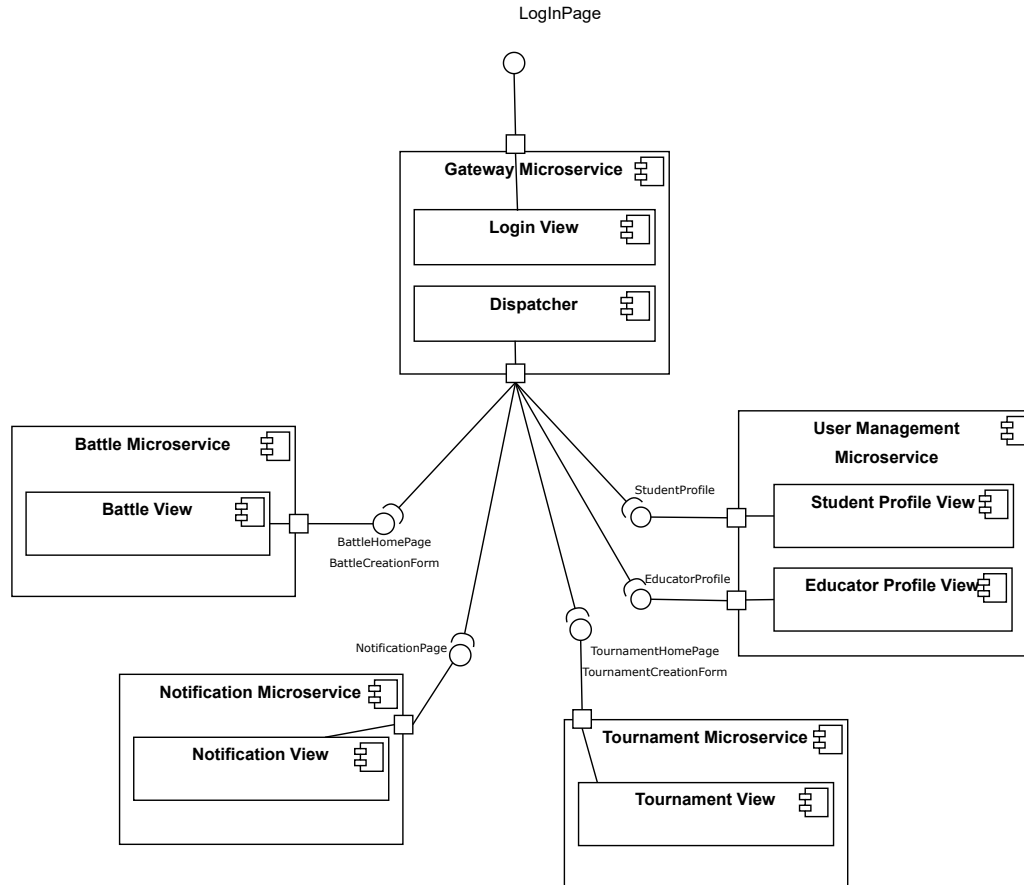 LogInPage
Gateway Microservice
Login View
Dispatcher
Battle Microservice
Battle View
BattleHomePage
BattleCreationForm
User Management
Microservice
StudentProfile
Student Profile View
EducatorProfile
Educator Profile View
NotificationPage
Notification Microservice
Notification View
TournamentHomePage
TournamentCreationForm
Tournament Microservice
Tournament View